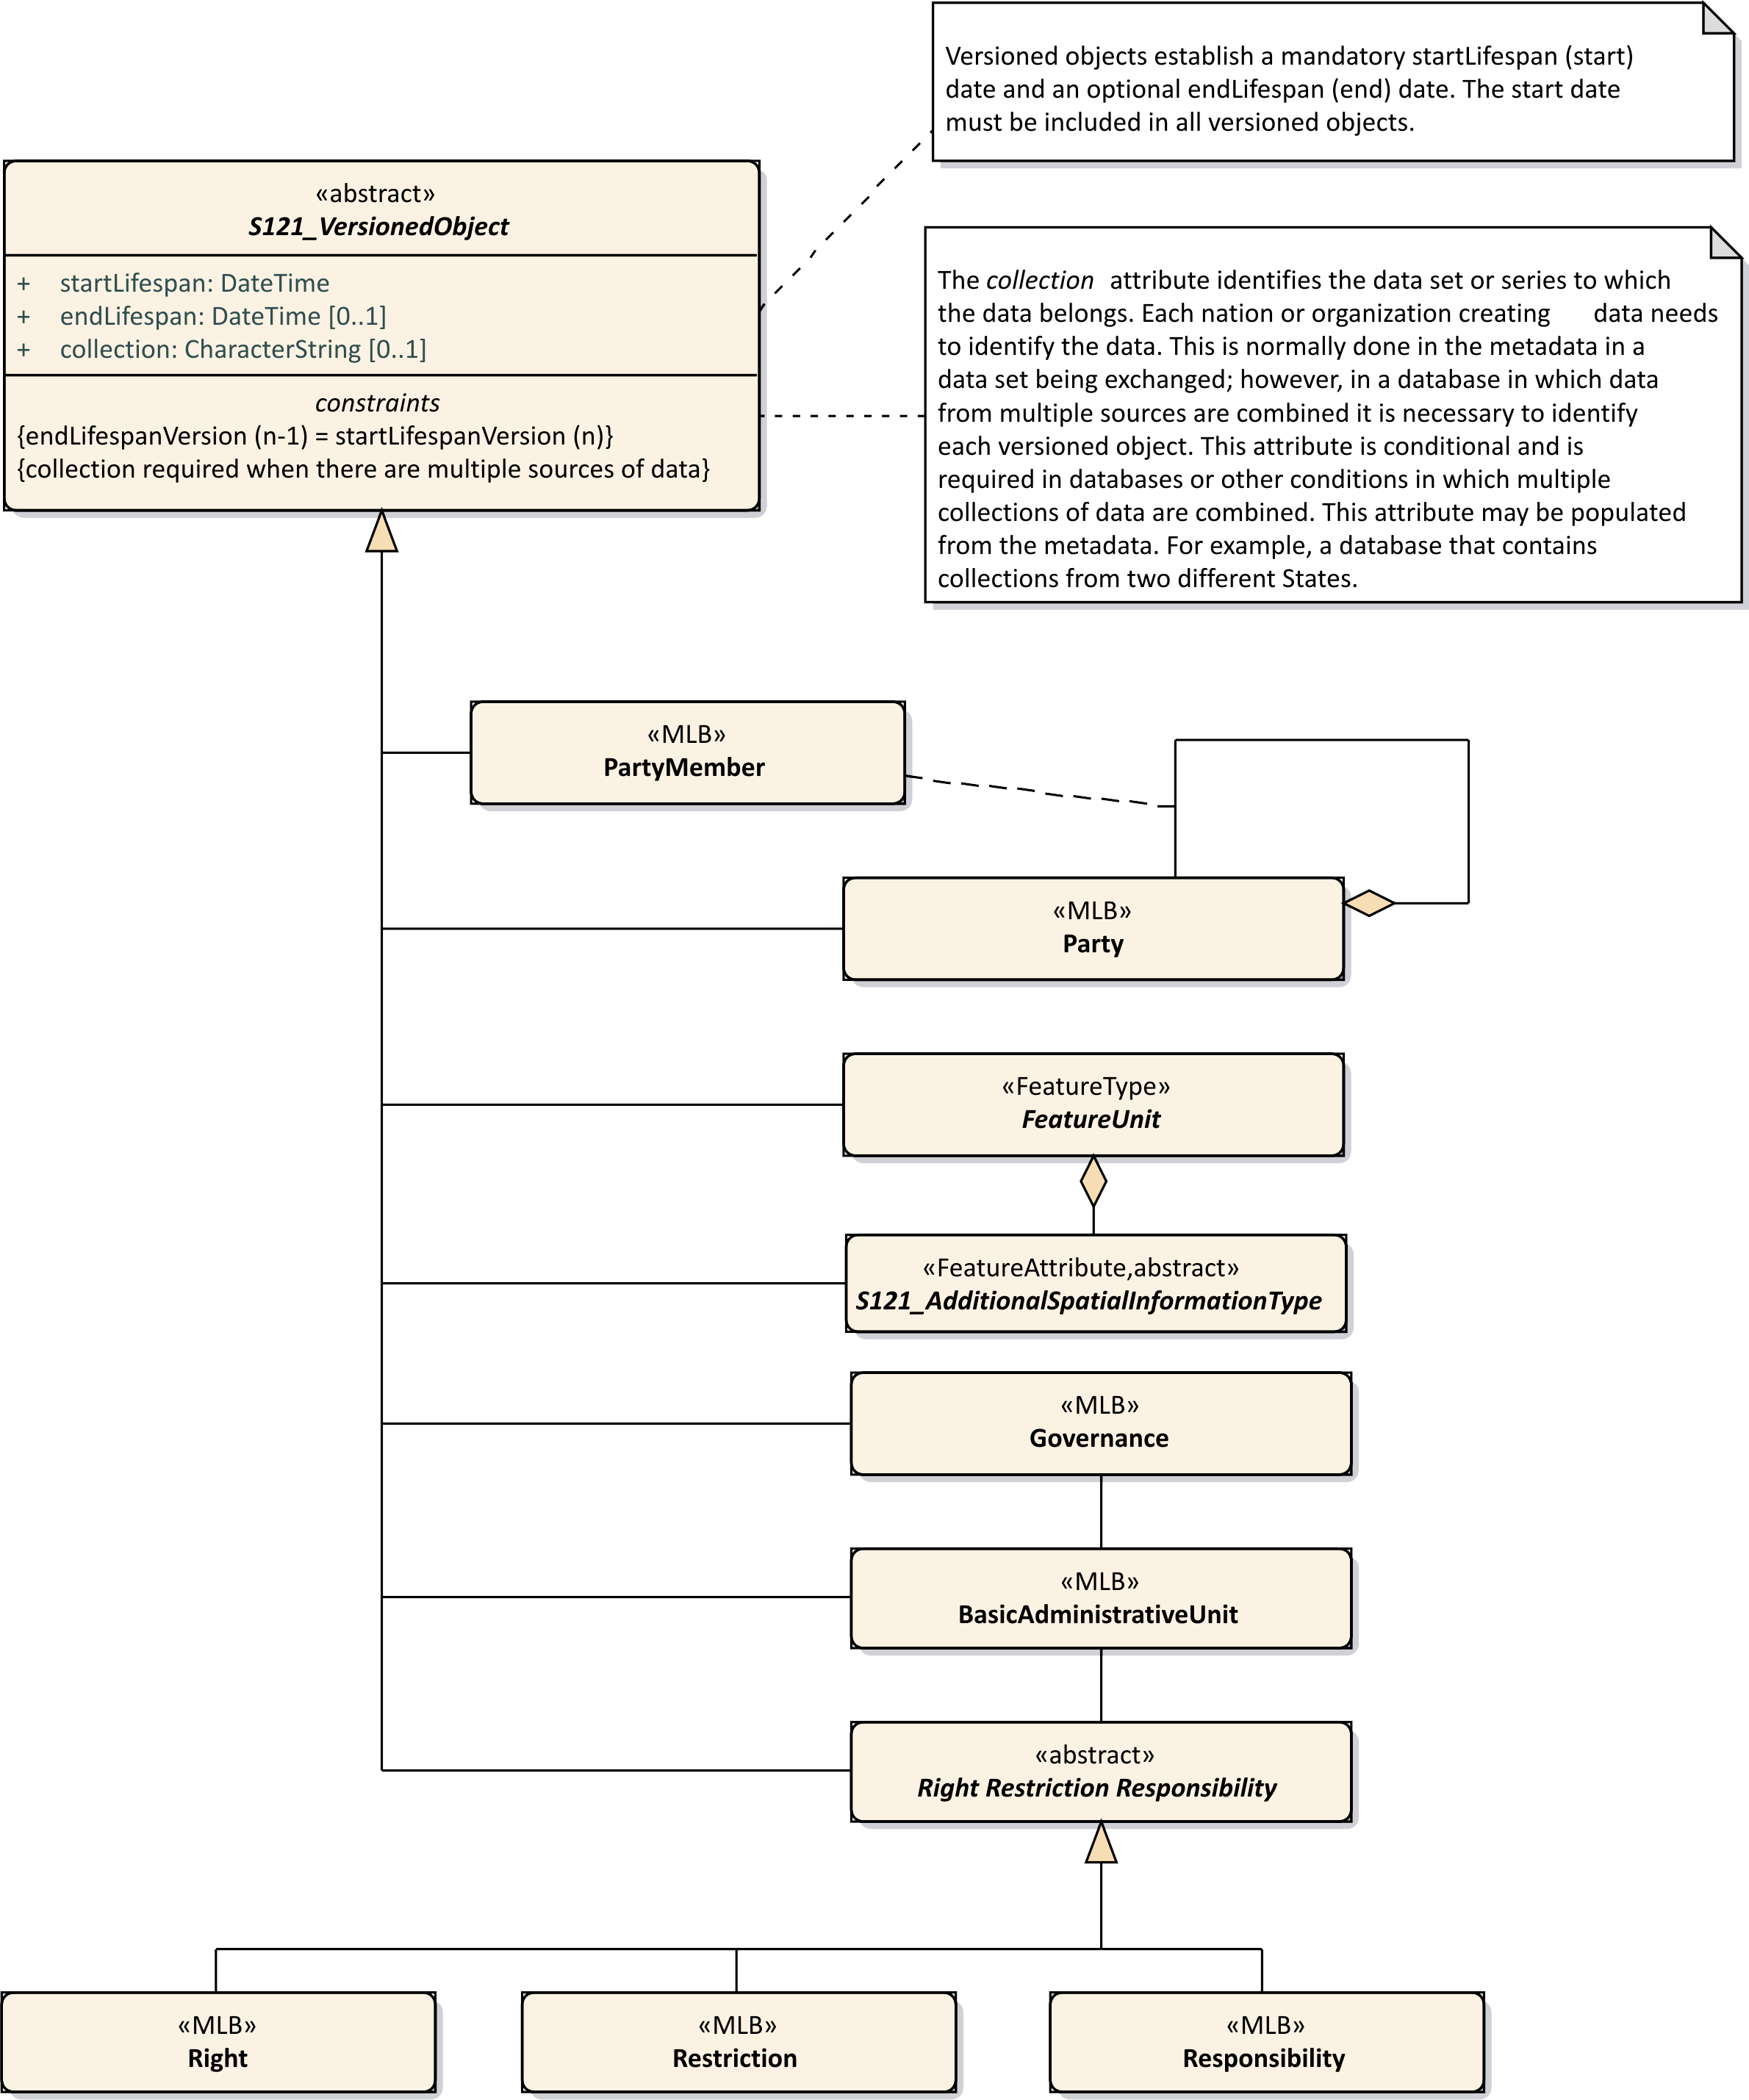 Versioned objects establish a mandatory startLifespan (start)
date and an optional endLifespan (end) date. The start date
must be included in all versioned objects.
«abstract»
S121_VersionedObject
+ startLifespan: DateTime
+ endLifespan: DateTime [0..1]
+ collection: CharacterString [0..1]
constraints
{endLifespanVersion (n-1) = startLifespanVersion (n)}
{collection required when there are multiple sources of data}
The collection attribute identifies the data set or series to which
the data belongs. Each nation or organization creating data needs
to identify the data. This is normally done in the metadata in a
data set being exchanged; however, in a database in which data
from multiple sources are combined it is necessary to identify
each versioned object. This attribute is conditional and is
required in databases or other conditions in which multiple
collections of data are combined. This attribute may be populated
from the metadata. For example, a database that contains
collections from two different States.
«MLB»
PartyMember
«MLB»
Party
«FeatureType»
FeatureUnit
«FeatureAttribute,abstract»
S121_AdditionalSpatialInformationType
«MLB»
Governance
«MLB»
BasicAdministrativeUnit
«abstract»
Right Restriction Responsibility
«MLB»
Right
«MLB»
Restriction
«MLB»
Responsibility